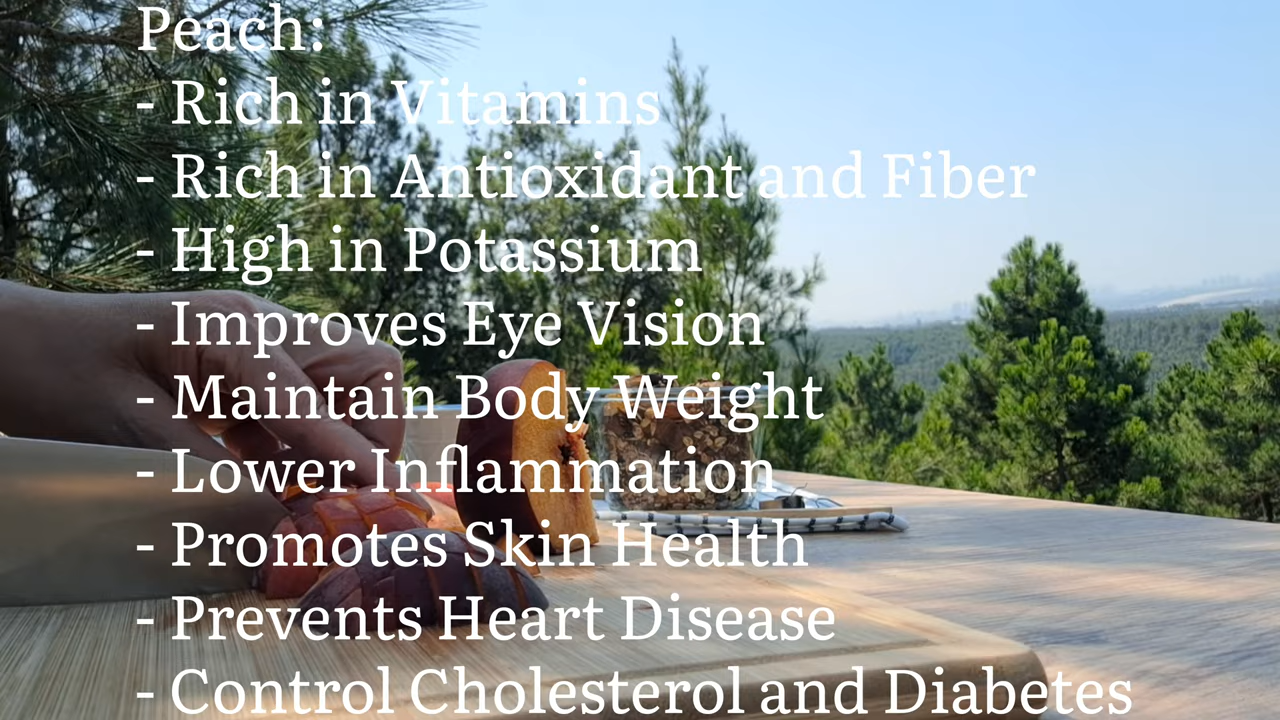 Peach:
- Rich in Vitamins
- Rich in Antioxidant and Fiber
- High in Potassium
- Improves Eye Vision
- Maintain Body Weight
- Lower Inflammation
- Promotes Skin Health
- Prevents Heart Disease
- Control Cholesterol and Diabetes